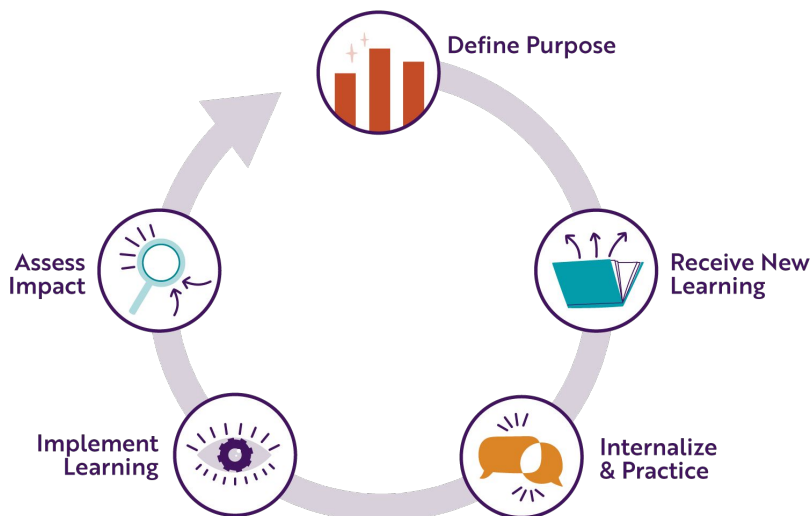 Define Purpose
Receive New
Learning
Internalize
& Practice
Implement
Learning
Assess
Impact